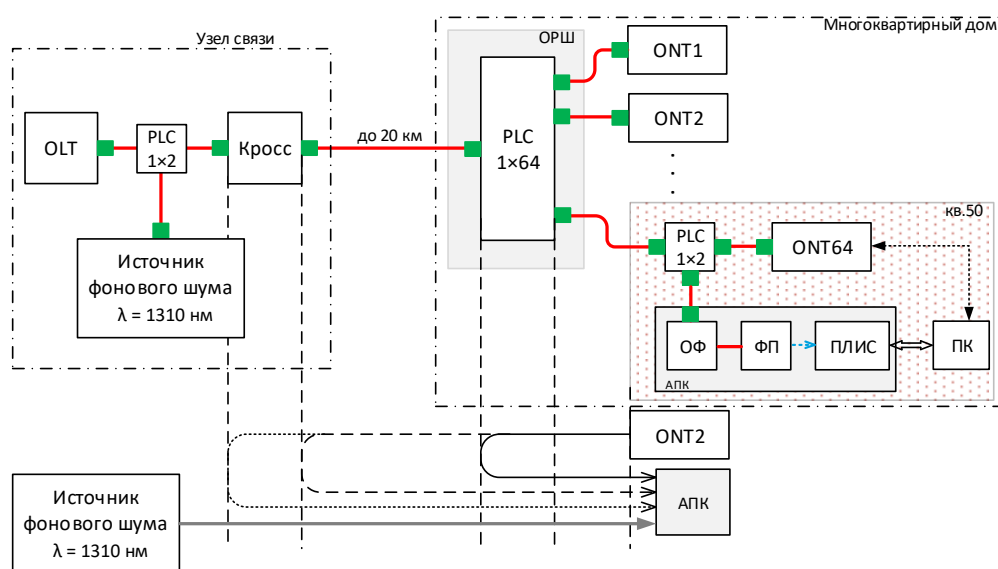 Узел связи
Многоквартирный дом
ОРШ
ONT1
ONT2
OLT
PLC
1×2
Кросс
до 20 км
PLC
1×64
. . .
кв.50
Источник
фонового шума
λ = 1310 нм
PLC
1×2
ONT64
ОФ
ФП
ПЛИС
ПК
АПК
ONT2
Источник
фонового шума
λ = 1310 нм
АПК